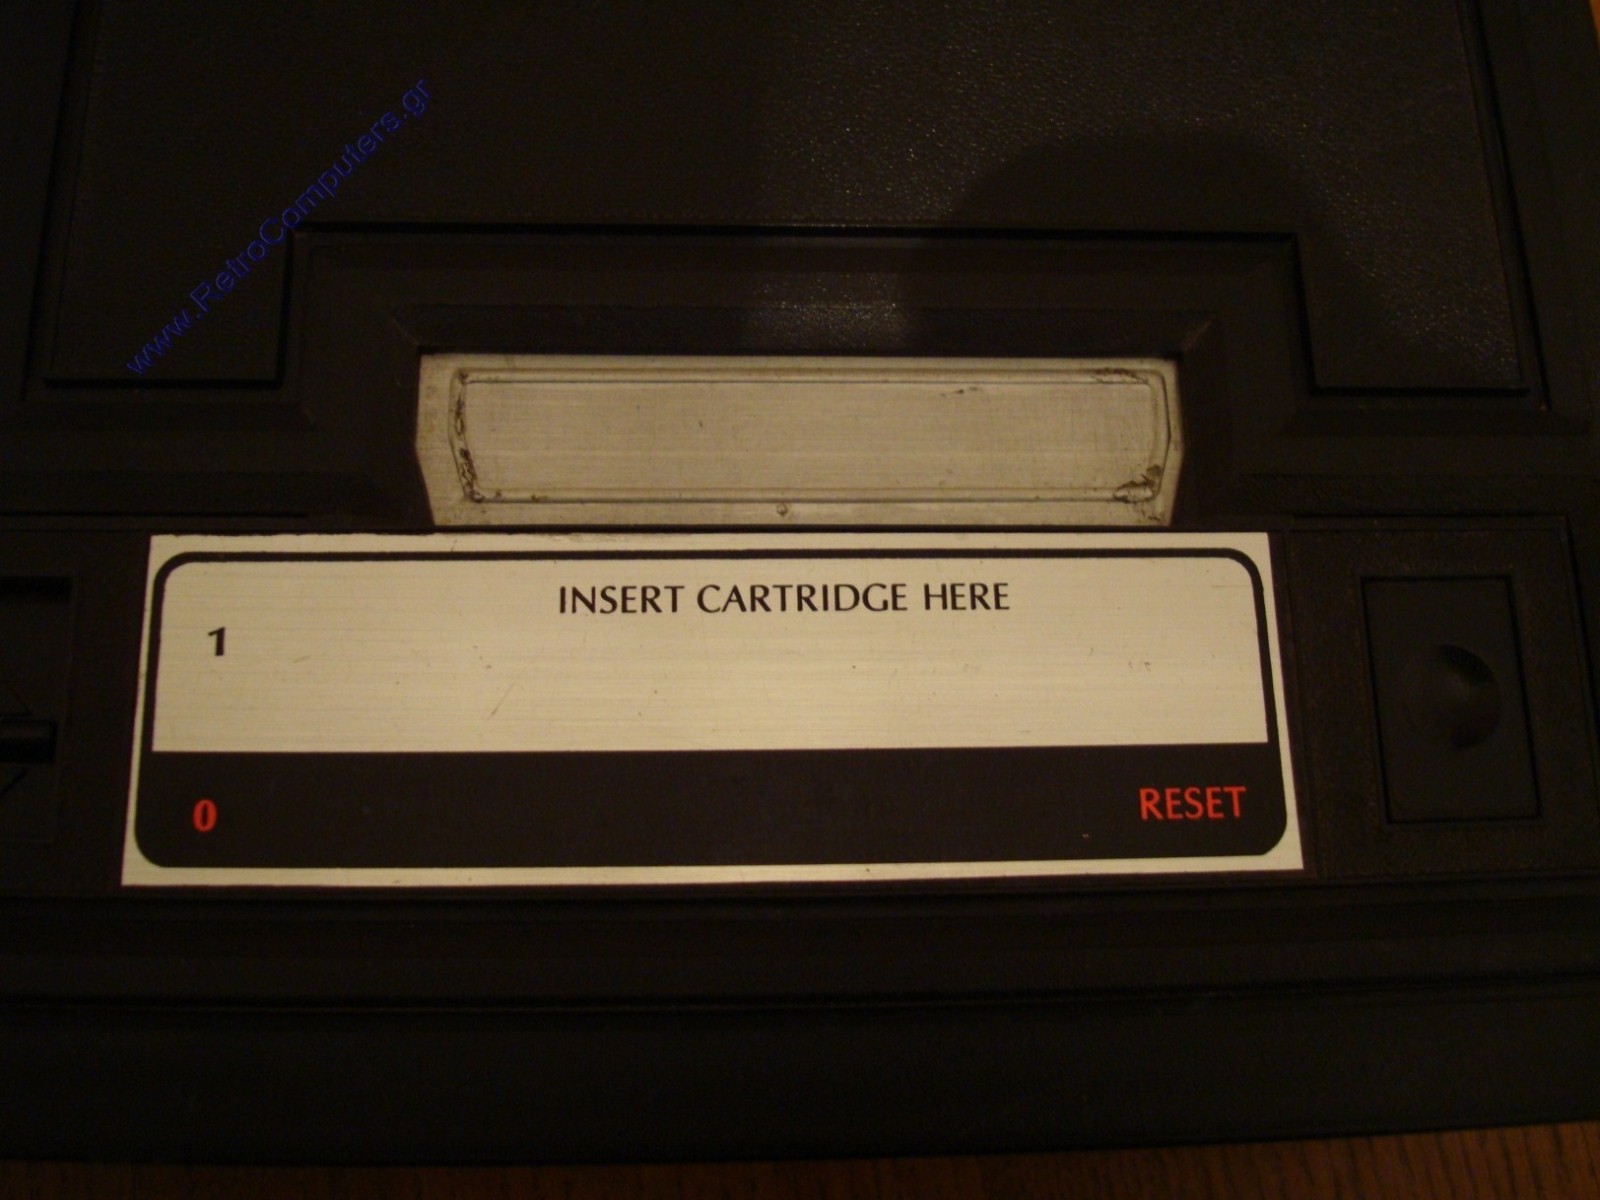 www.RetroComputers.gr
INSERT CARTRIDGE HERE
1
0
RESET